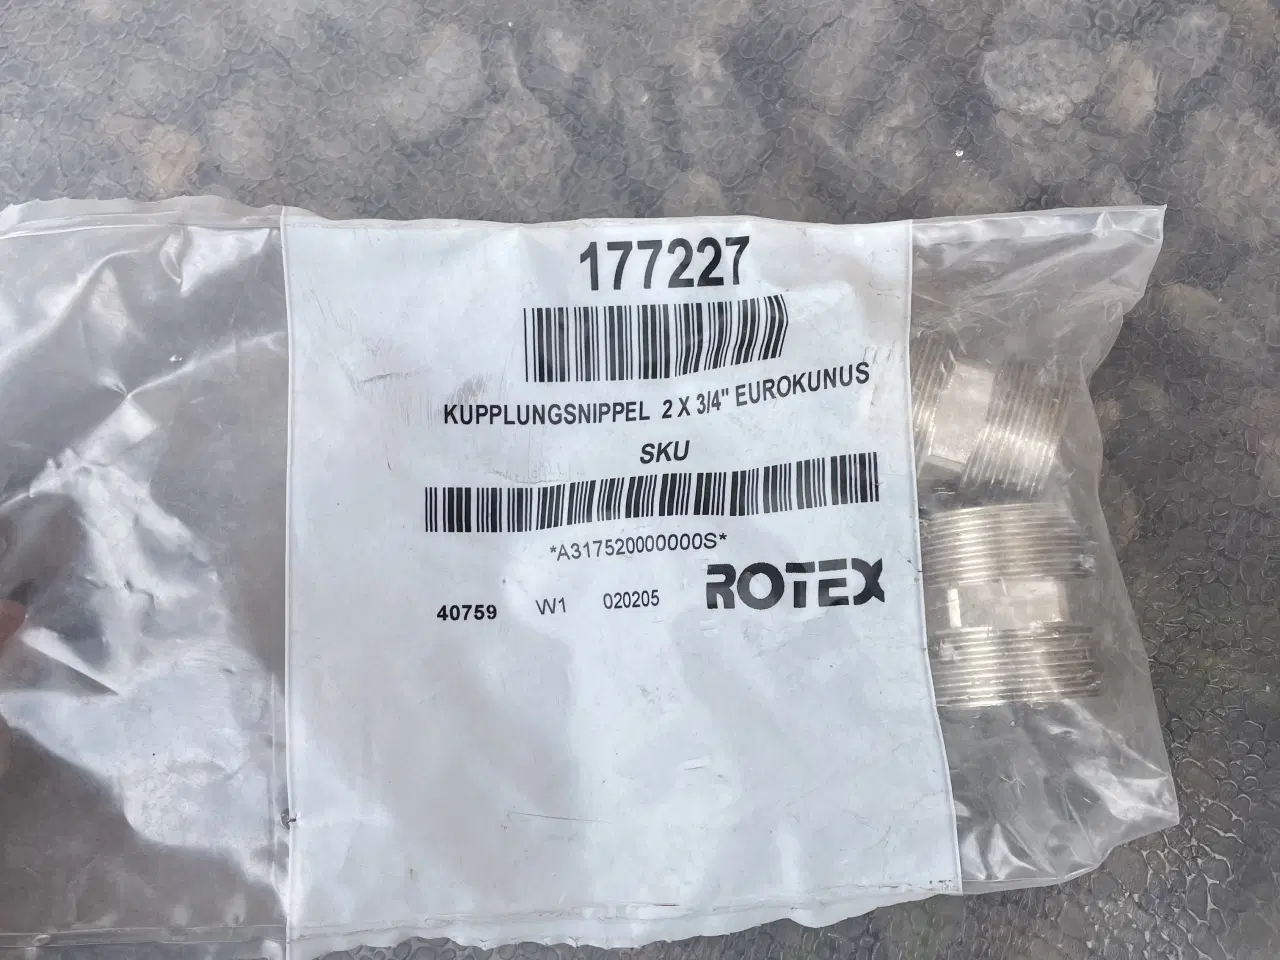 177227
KUPPLUNGSNIPPEL 2 X 3/4" EUROKUNUS
SKU
*A317520000000S*
40759 W1 020205 ROTEX